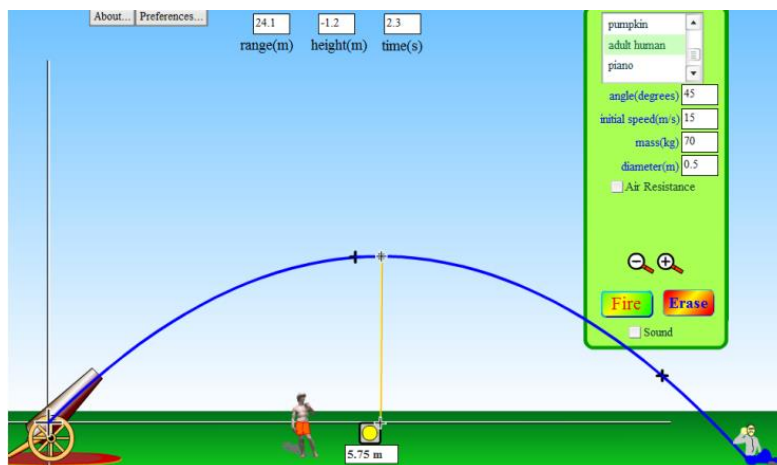 About... Preferences...
24.1 -1.2 2.3
range(m) height(m) time(s)
pumpkin
adult human
piano
angle(degrees) 45
initial speed(m/s) 15
mass(kg) 70
diameter(m) 0.5
Air Resistance
Fire Erase
Sound
5.75 m